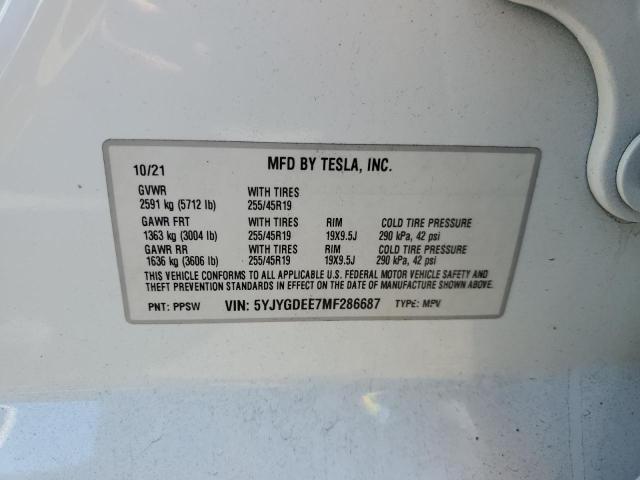 10/21 MFD BY TESLA, INC.
GVWR WITH TIRES
2591 kg (5712 lb) 255/45R19
GAWR FRT WITH TIRES RIM COLD TIRE PRESSURE
1363 kg (3004 lb) 255/45R19 19X9.5J 290 kPa, 42 psi
GAWR RR WITH TIRES RIM COLD TIRE PRESSURE
1636 kg (3606 lb) 255/45R19 19X9.5J 290 kPa, 42 psi
THIS VEHICLE CONFORMS TO ALL APPLICABLE U.S. FEDERAL MOTOR VEHICLE SAFETY AND
THEFT PREVENTION STANDARDS IN EFFECT ON THE DATE OF MANUFACTURE SHOWN ABOVE.
PNT: PPSW VIN: 5YJYGDEE7MF286687 TYPE: MPV